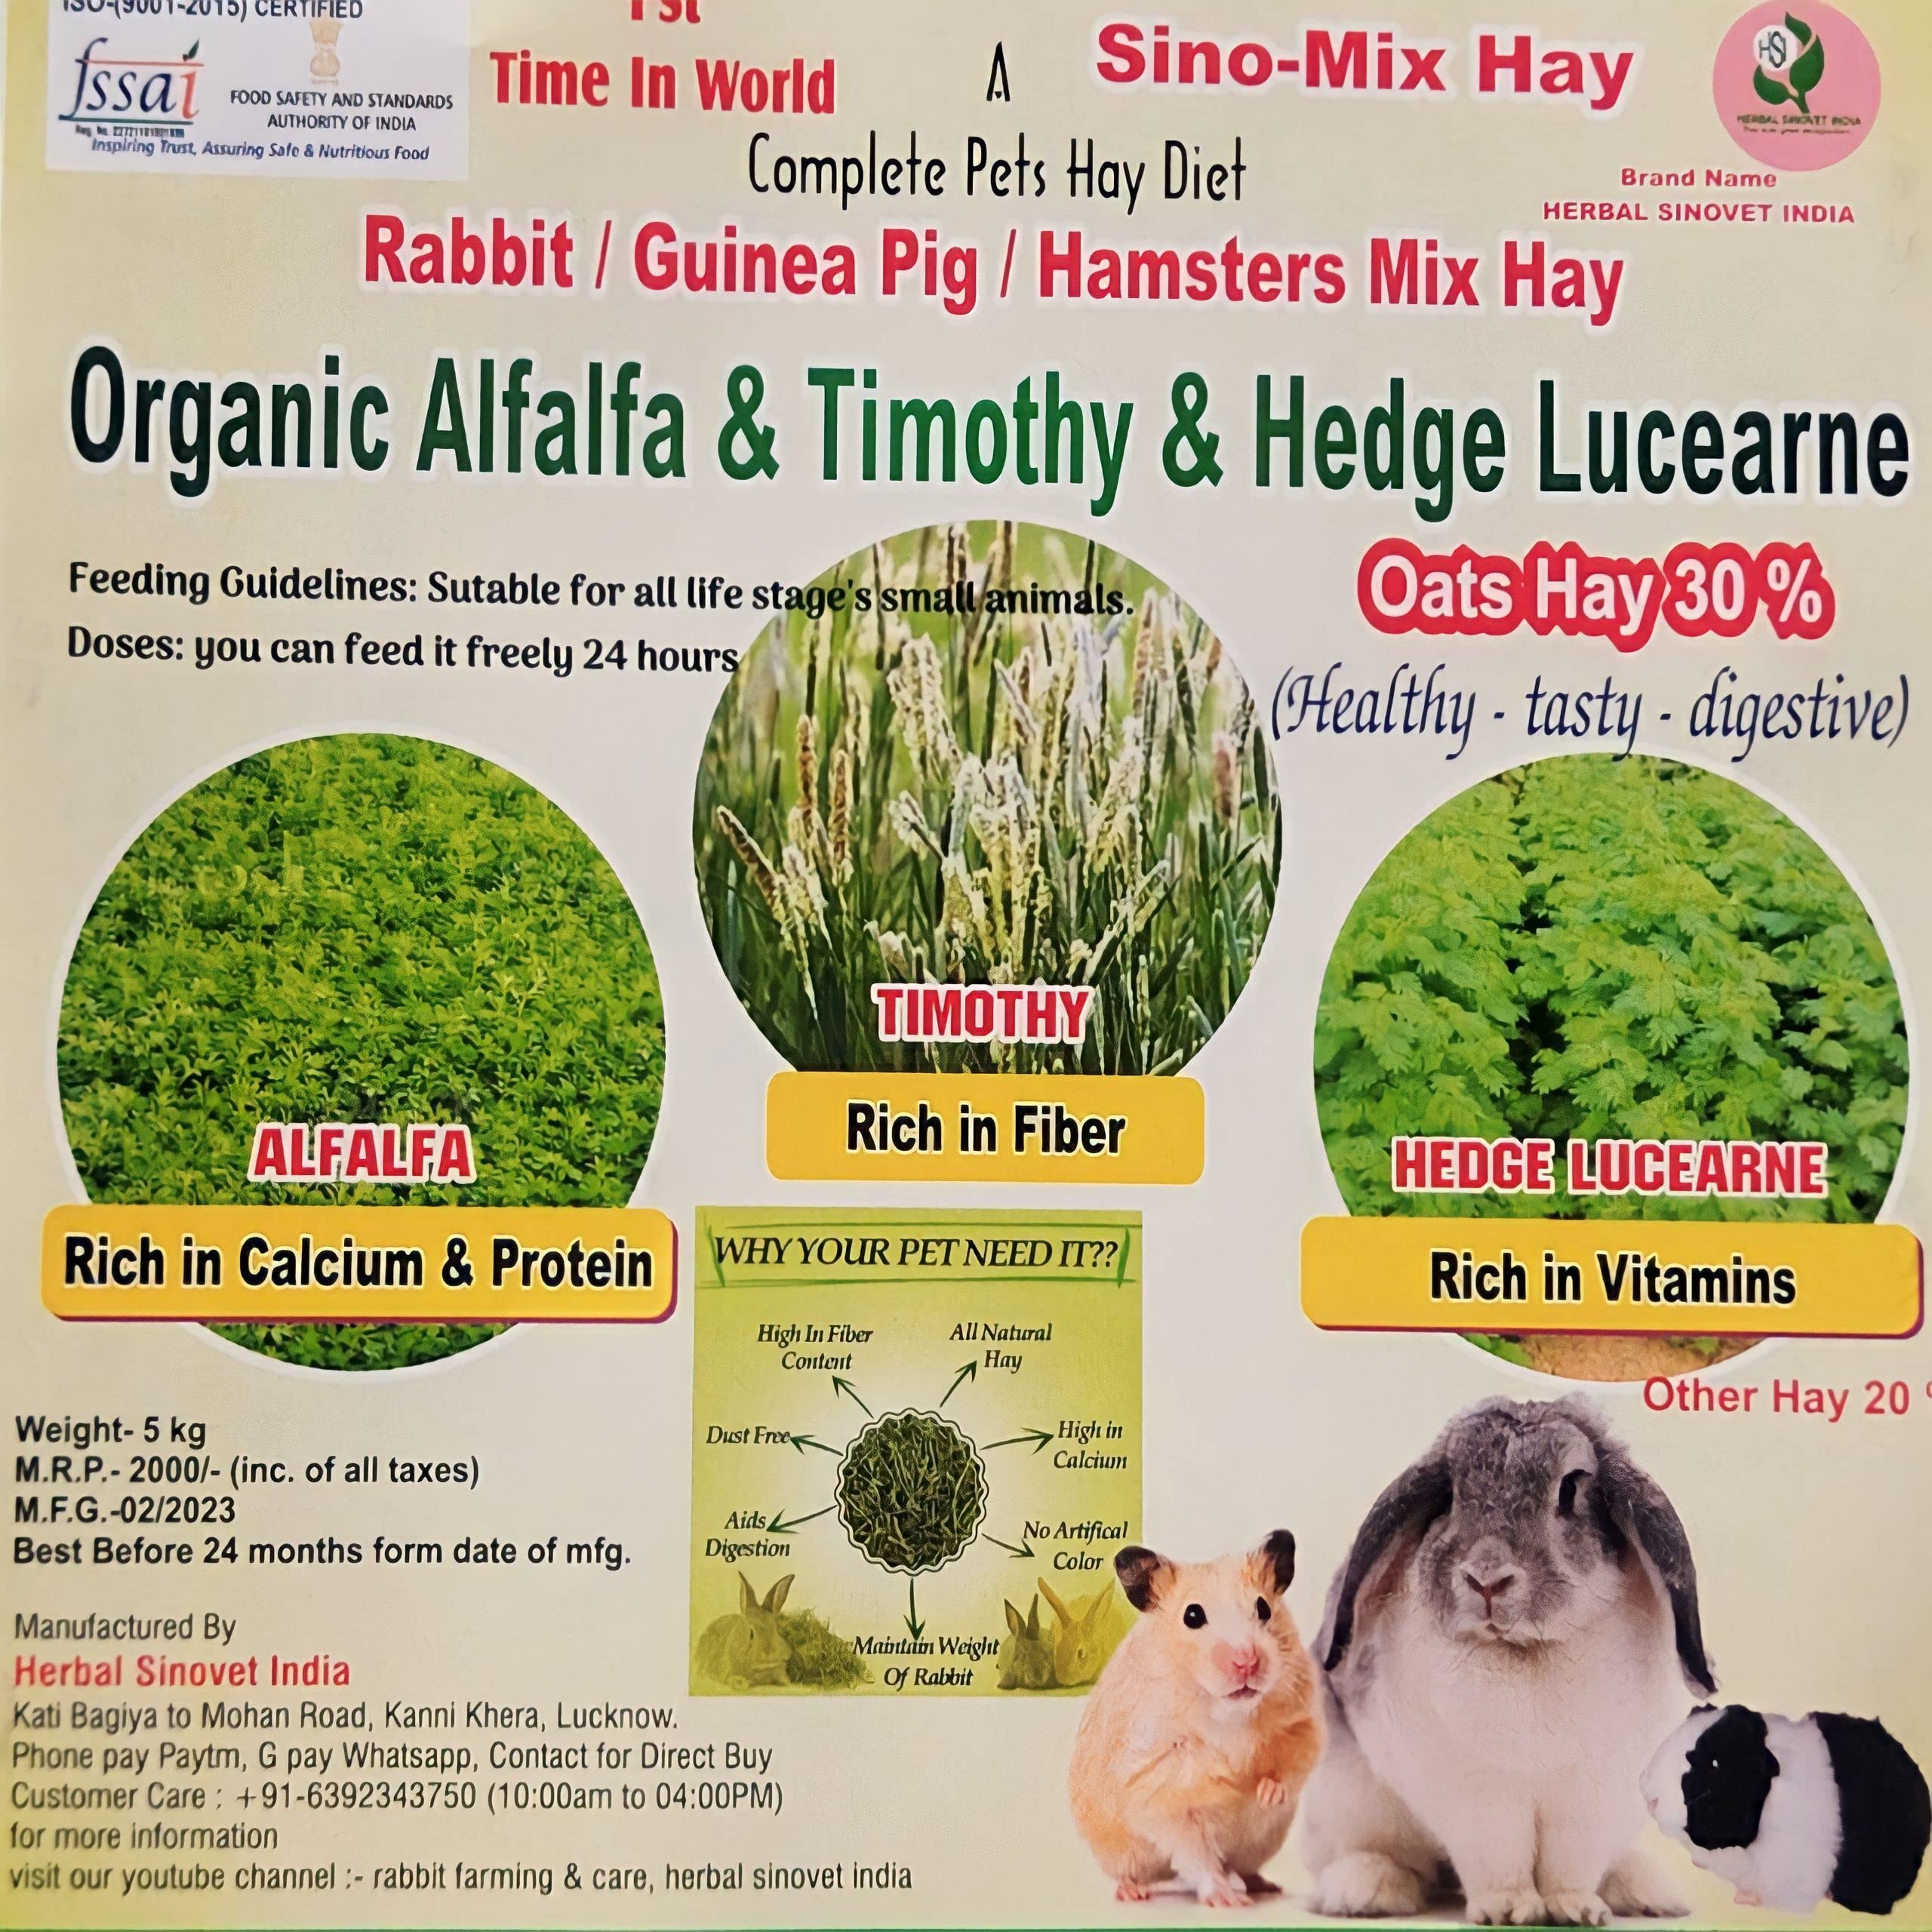 ISO-(9001-2015) CERTIFIED
fssai
FOOD SAFETY AND STANDARDS
AUTHORITY OF INDIA
Inspiring Trust, Assuring Safe & Nutritious Food
1st
Time In World
A
Sino-Mix Hay
Complete Pets Hay Diet
HSI
HERBAL SINOVET INDIA
Brand Name
HERBAL SINOVET INDIA
Rabbit / Guinea Pig / Hamsters Mix Hay
Organic Alfalfa & Timothy & Hedge Lucearne
Feeding Guidelines: Sutable for all life stage's small animals.
Doses: you can feed it freely 24 hours
Oats Hay 30 %
(Healthy - tasty - digestive)
ALFALFA
Rich in Calcium & Protein
TIMOTHY
Rich in Fiber
HEDGE LUCEARNE
Rich in Vitamins
Other Hay 20
WHY YOUR PET NEED IT??
High In Fiber
Content
All Natural
Hay
Dust Free
High in
Calcium
Aids
Digestion
No Artifical
Color
Maintain Weight
Of Rabbit
Weight- 5 kg
M.R.P.- 2000/- (inc. of all taxes)
M.F.G.-02/2023
Best Before 24 months form date of mfg.
Manufactured By
Herbal Sinovet India
Kati Bagiya to Mohan Road, Kanni Khera, Lucknow.
Phone pay Paytm, G pay Whatsapp, Contact for Direct Buy
Customer Care : +91-6392343750 (10:00am to 04:00PM)
for more information
visit our youtube channel :- rabbit farming & care, herbal sinovet india